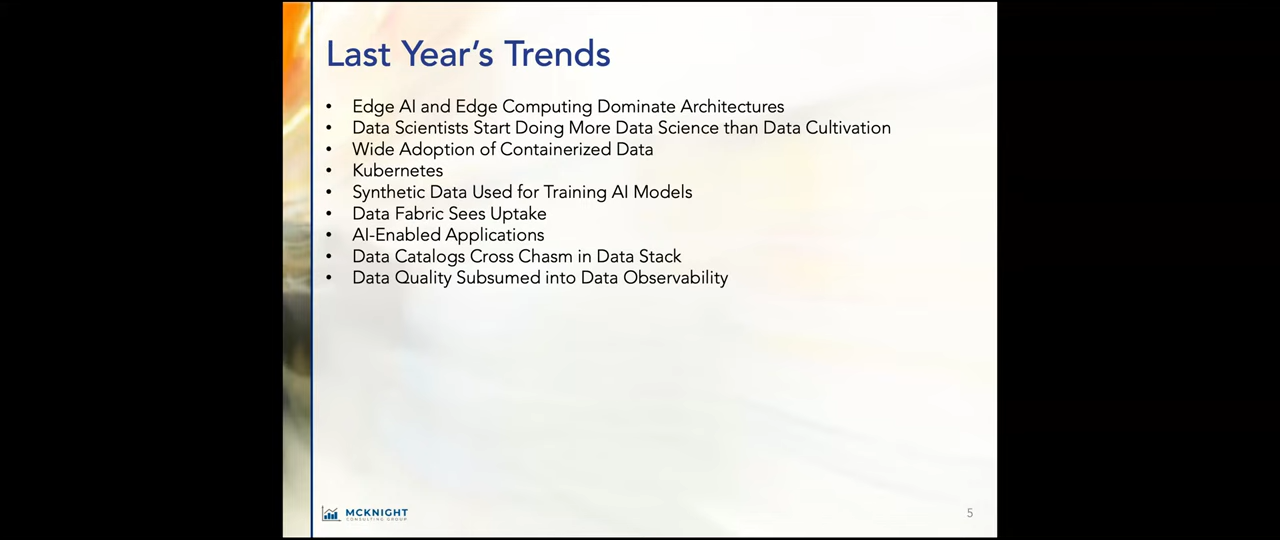 Last Year's Trends
• Edge AI and Edge Computing Dominate Architectures
• Data Scientists Start Doing More Data Science than Data Cultivation
• Wide Adoption of Containerized Data
• Kubernetes
• Synthetic Data Used for Training AI Models
• Data Fabric Sees Uptake
• AI-Enabled Applications
• Data Catalogs Cross Chasm in Data Stack
• Data Quality Subsumed into Data Observability
MCKNIGHT
CONSULTING GROUP
5